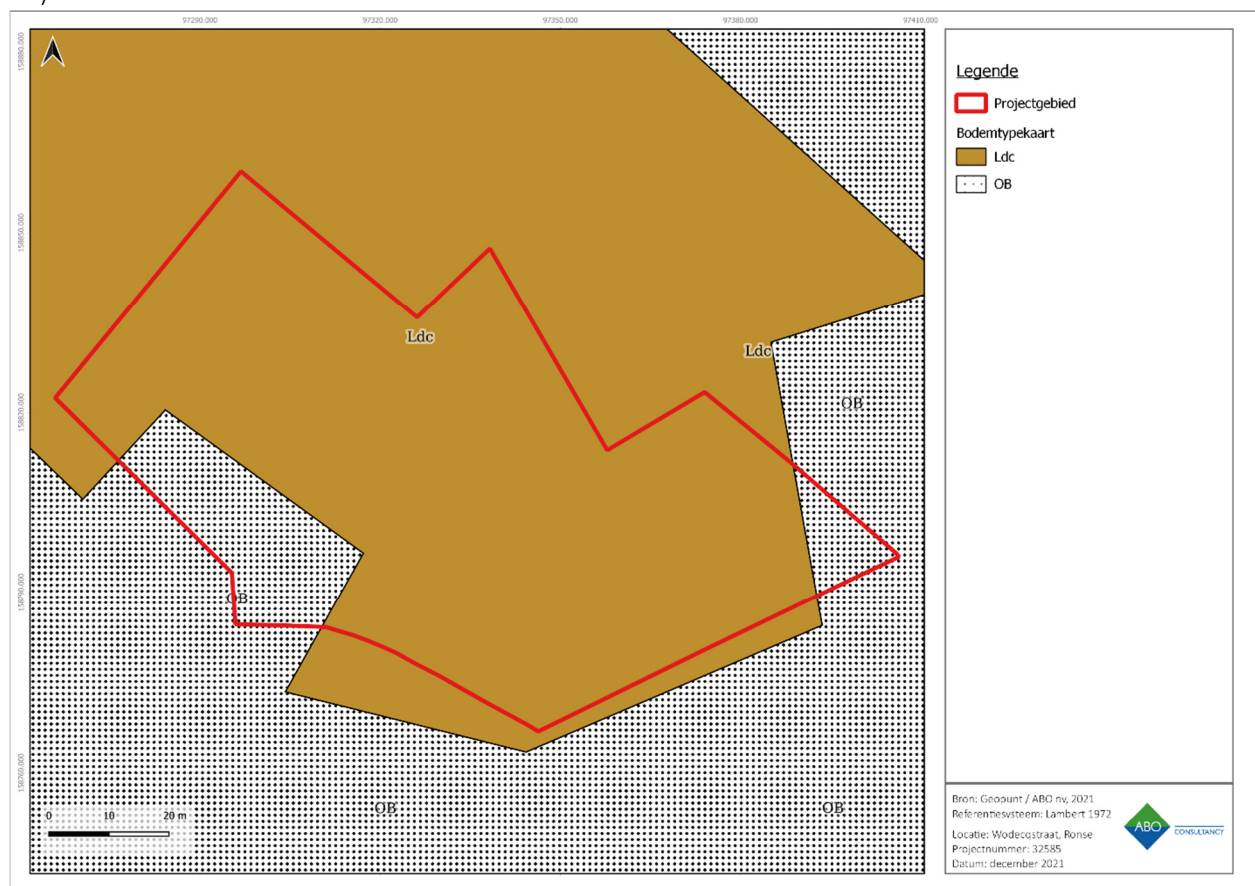 97290.000
97320.000
97350.000
97380.000
97410.000
158880.000
158850.000
158820.000
158790.000
158760.000
Ldc
Ldc
OB
OB
OB
OB
0 10 20 m
Legende
Projectgebied
Bodemtypekaart
Ldc
OB
Bron: Geopunt / ABO nv, 2021
Referentiesysteem: Lambert 1972
Locatie: Wodecqstraat, Ronse
Projectnummer: 32585
Datum: december 2021
ABO
CONSULTANCY